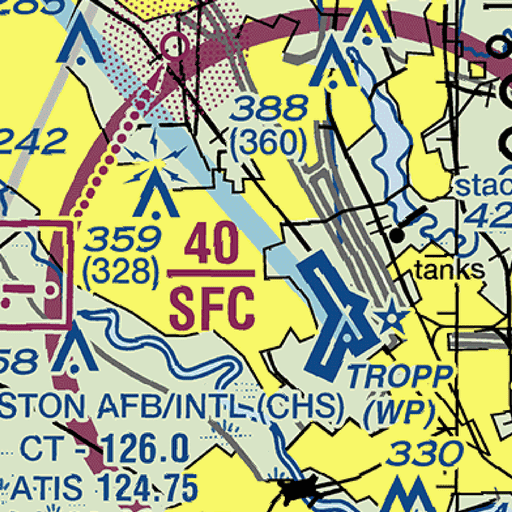 285
388
(360)
242
stac
42
359
(328)
40
SFC
tanks
58
TROPP
(WP)
STON AFB/INTL (CHS)
330
CT - 126.0
ATIS 124.75